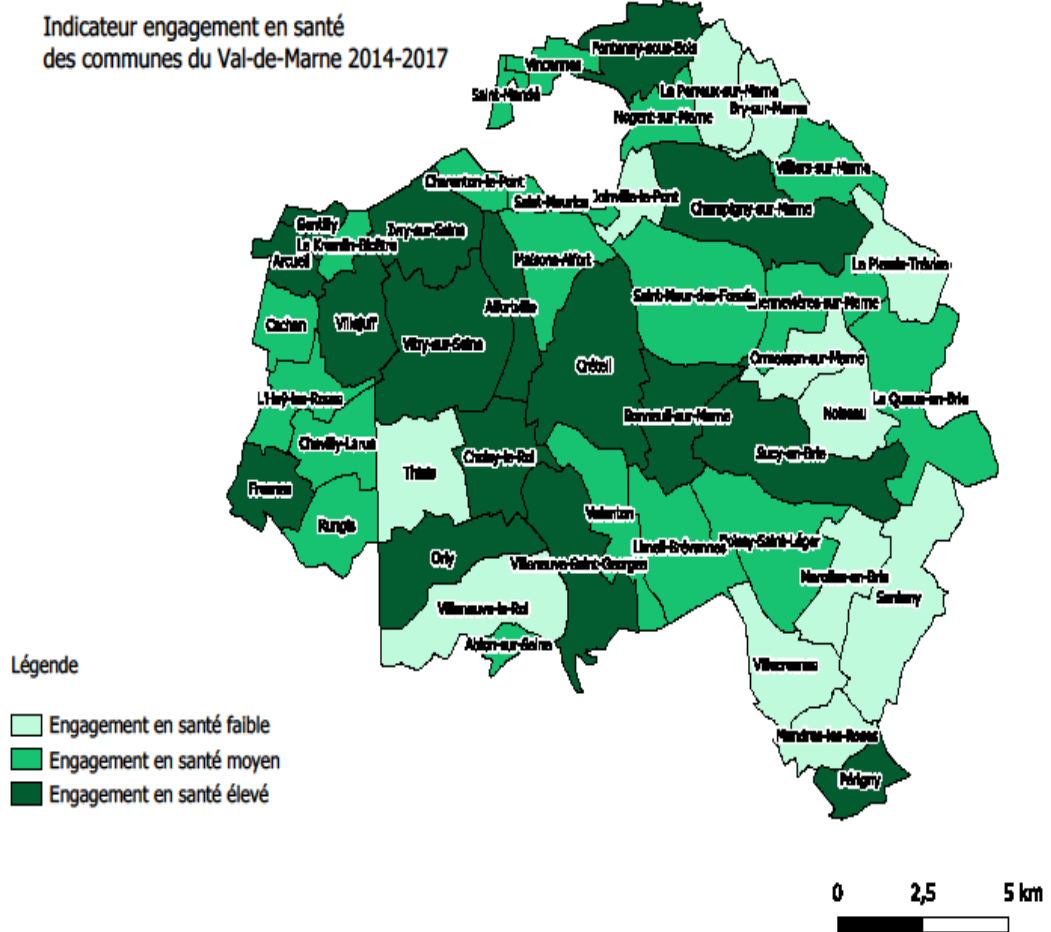 Indicateur engagement en santé
des communes du Val-de-Marne 2014-2017
Fontenay-sous-Bois
Vincennes
Saint-Mandé
Le Perreux-sur-Marne
Bry-sur-Marne
Nogent-sur-Marne
Villiers-sur-Marne
Charenton-le-Pont
Saint-Maurice
Joinville-le-Pont
Champigny-sur-Marne
Gentilly
Ivry-sur-Seine
Le Kremlin-Bicêtre
Arcueil
Maisons-Alfort
Le Plessis-Trévise
Saint-Maur-des-Fossés
Chennevières-sur-Marne
Alfortville
Cachan
Villejuif
Vitry-sur-Seine
Créteil
Ormesson-sur-Marne
L'Haÿ-les-Roses
La Queue-en-Brie
Bonneuil-sur-Marne
Noiseau
Chevilly-Larue
Choisy-le-Roi
Sucy-en-Brie
Thiais
Fresnes
Valenton
Rungis
Limeil-Brévannes
Boissy-Saint-Léger
Orly
Villeneuve-Saint-Georges
Marolles-en-Brie
Santeny
Villeneuve-le-Roi
Ablon-sur-Seine
Villecresnes
Mandres-les-Roses
Périgny
Légende
Engagement en santé faible
Engagement en santé moyen
Engagement en santé élevé
0 2,5 5 km